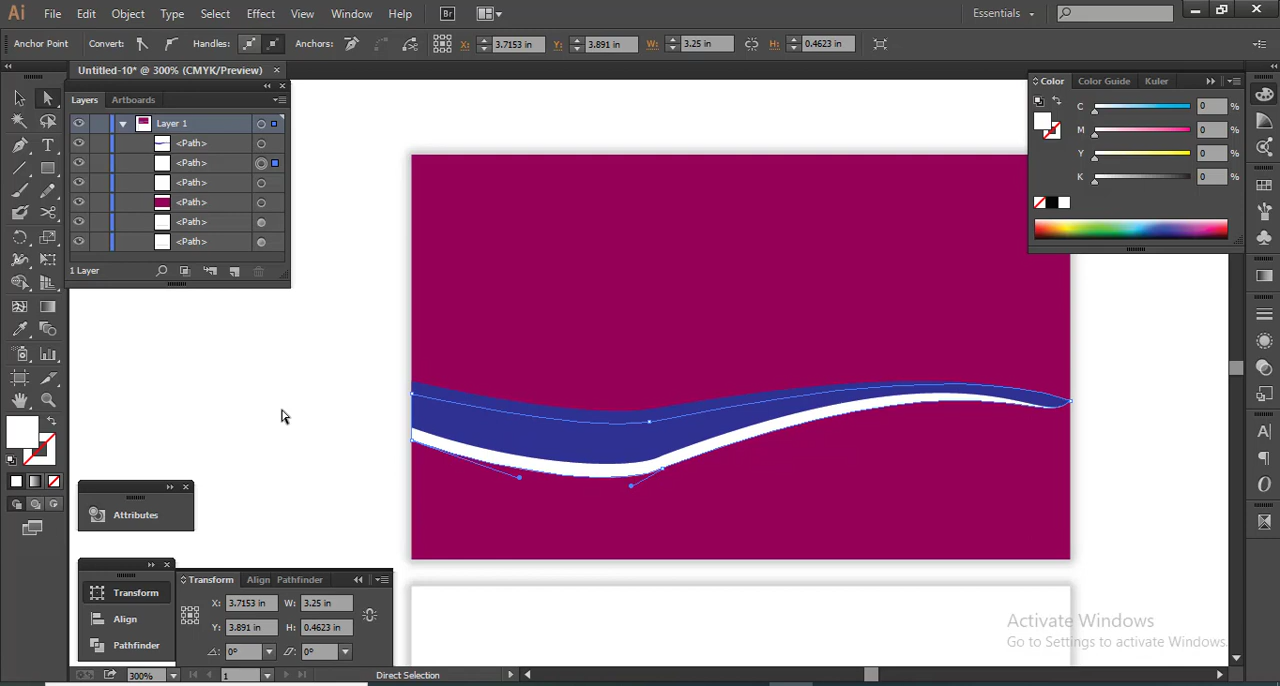 Ai File Edit Object Type Select Effect View Window Help Br Essentials
Anchor Point Convert: Handles: Anchors: X: 3.7153 in Y: 3.891 in W: 3.25 in H: 0.4623 in
Untitled-10* @ 300% (CMYK/Preview)
Layers Artboards
Layer 1
<Path>
<Path>
<Path>
<Path>
<Path>
<Path>
1 Layer
Color Color Guide Kuler
C 0 %
M 0 %
Y 0 %
K 0 %
Attributes
Transform
Align
Pathfinder
Transform Align Pathfinder
X: 3.7153 in W: 3.25 in
Y: 3.891 in H: 0.4623 in
0° 0°
Activate Windows
Go to Settings to activate Windows.
300% 1 Direct Selection